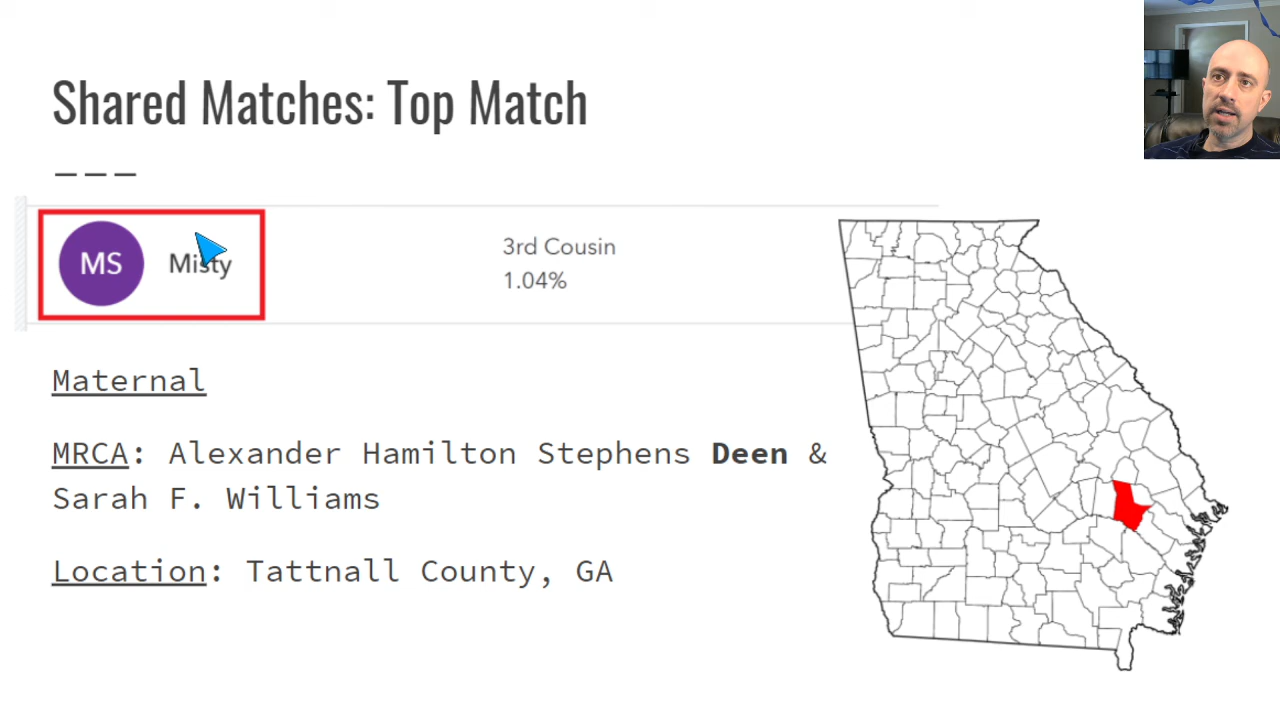 Shared Matches: Top Match
---
MS
Misty
3rd Cousin
1.04%
Maternal
MRCA: Alexander Hamilton Stephens Deen &
Sarah F. Williams
Location: Tattnall County, GA